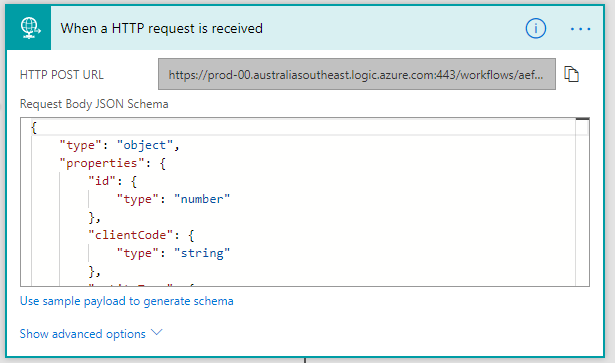 When a HTTP request is received
HTTP POST URL
https://prod-00.australiasoutheast.logic.azure.com:443/workflows/aef...
Request Body JSON Schema
{
"type": "object",
"properties": {
"id": {
"type": "number"
},
"clientCode": {
"type": "string"
},
Use sample payload to generate schema
Show advanced options